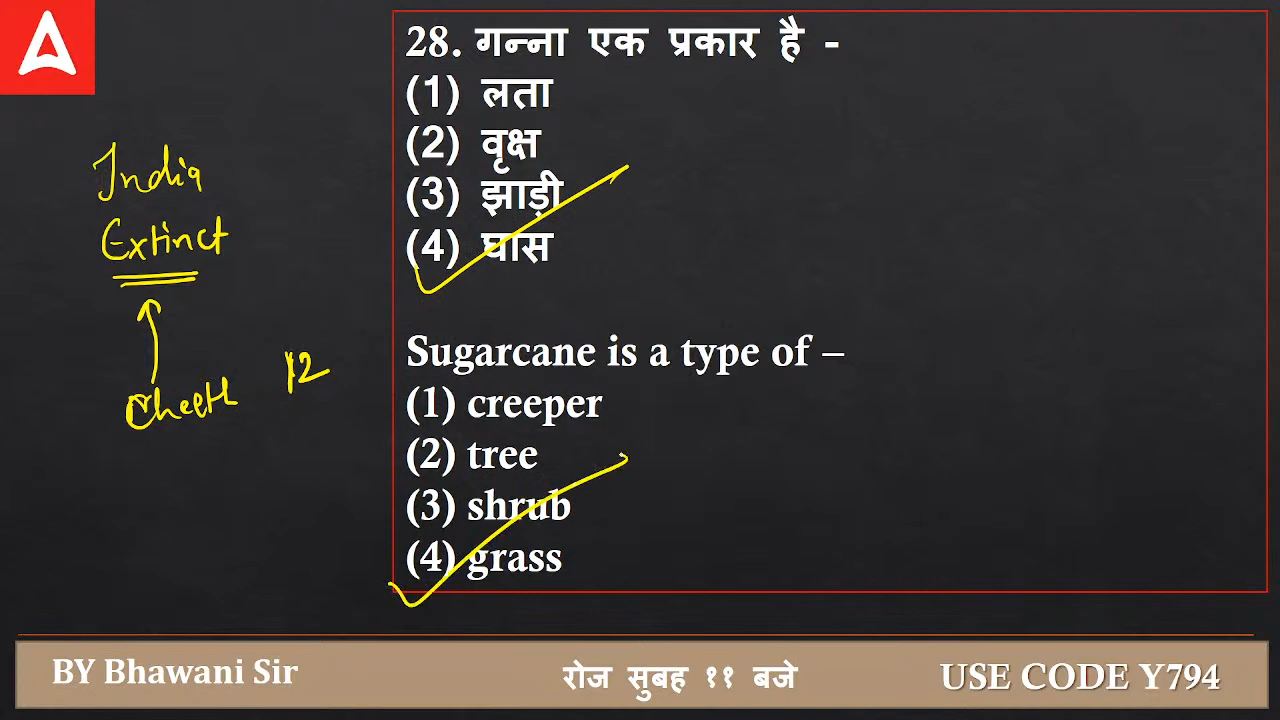 28. गन्ना एक प्रकार है -
(1) लता
(2) वृक्ष
(3) झाड़ी
(4) घास
Sugarcane is a type of –
(1) creeper
(2) tree
(3) shrub
(4) grass
India
Extinct
12
BY Bhawani Sir
रोज सुबह ११ बजे
USE CODE Y794